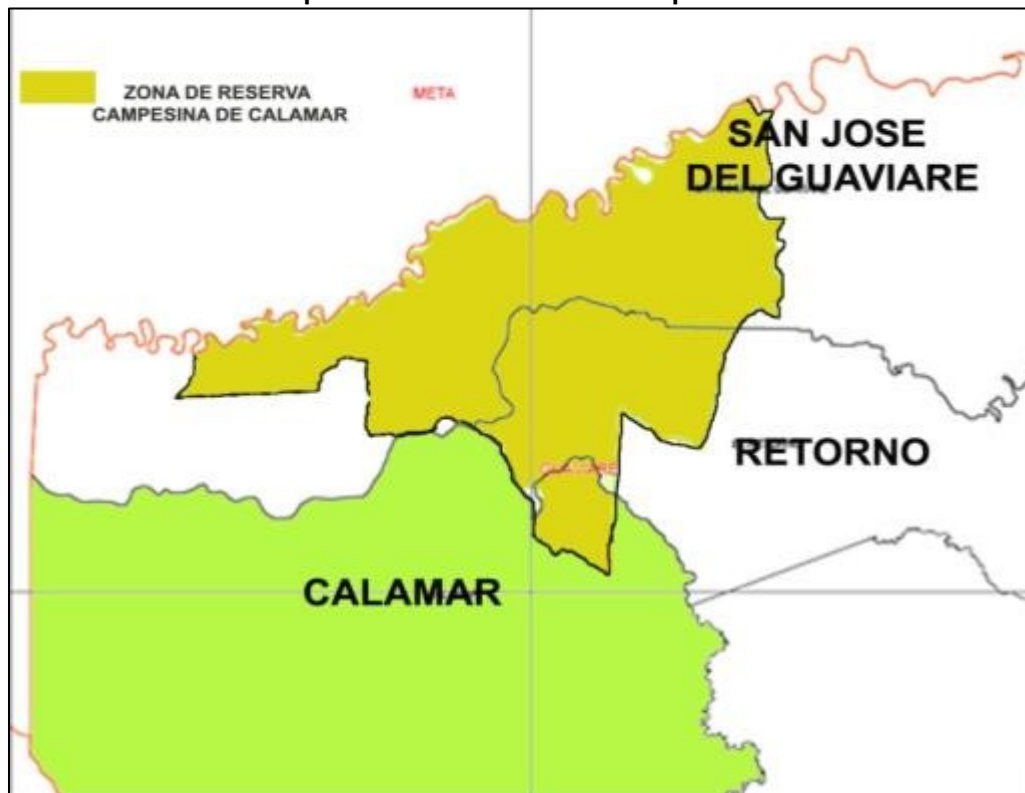 ZONA DE RESERVA
CAMPESINA DE CALAMAR
META
SAN JOSE
DEL GUAVIARE
RETORNO
CALAMAR